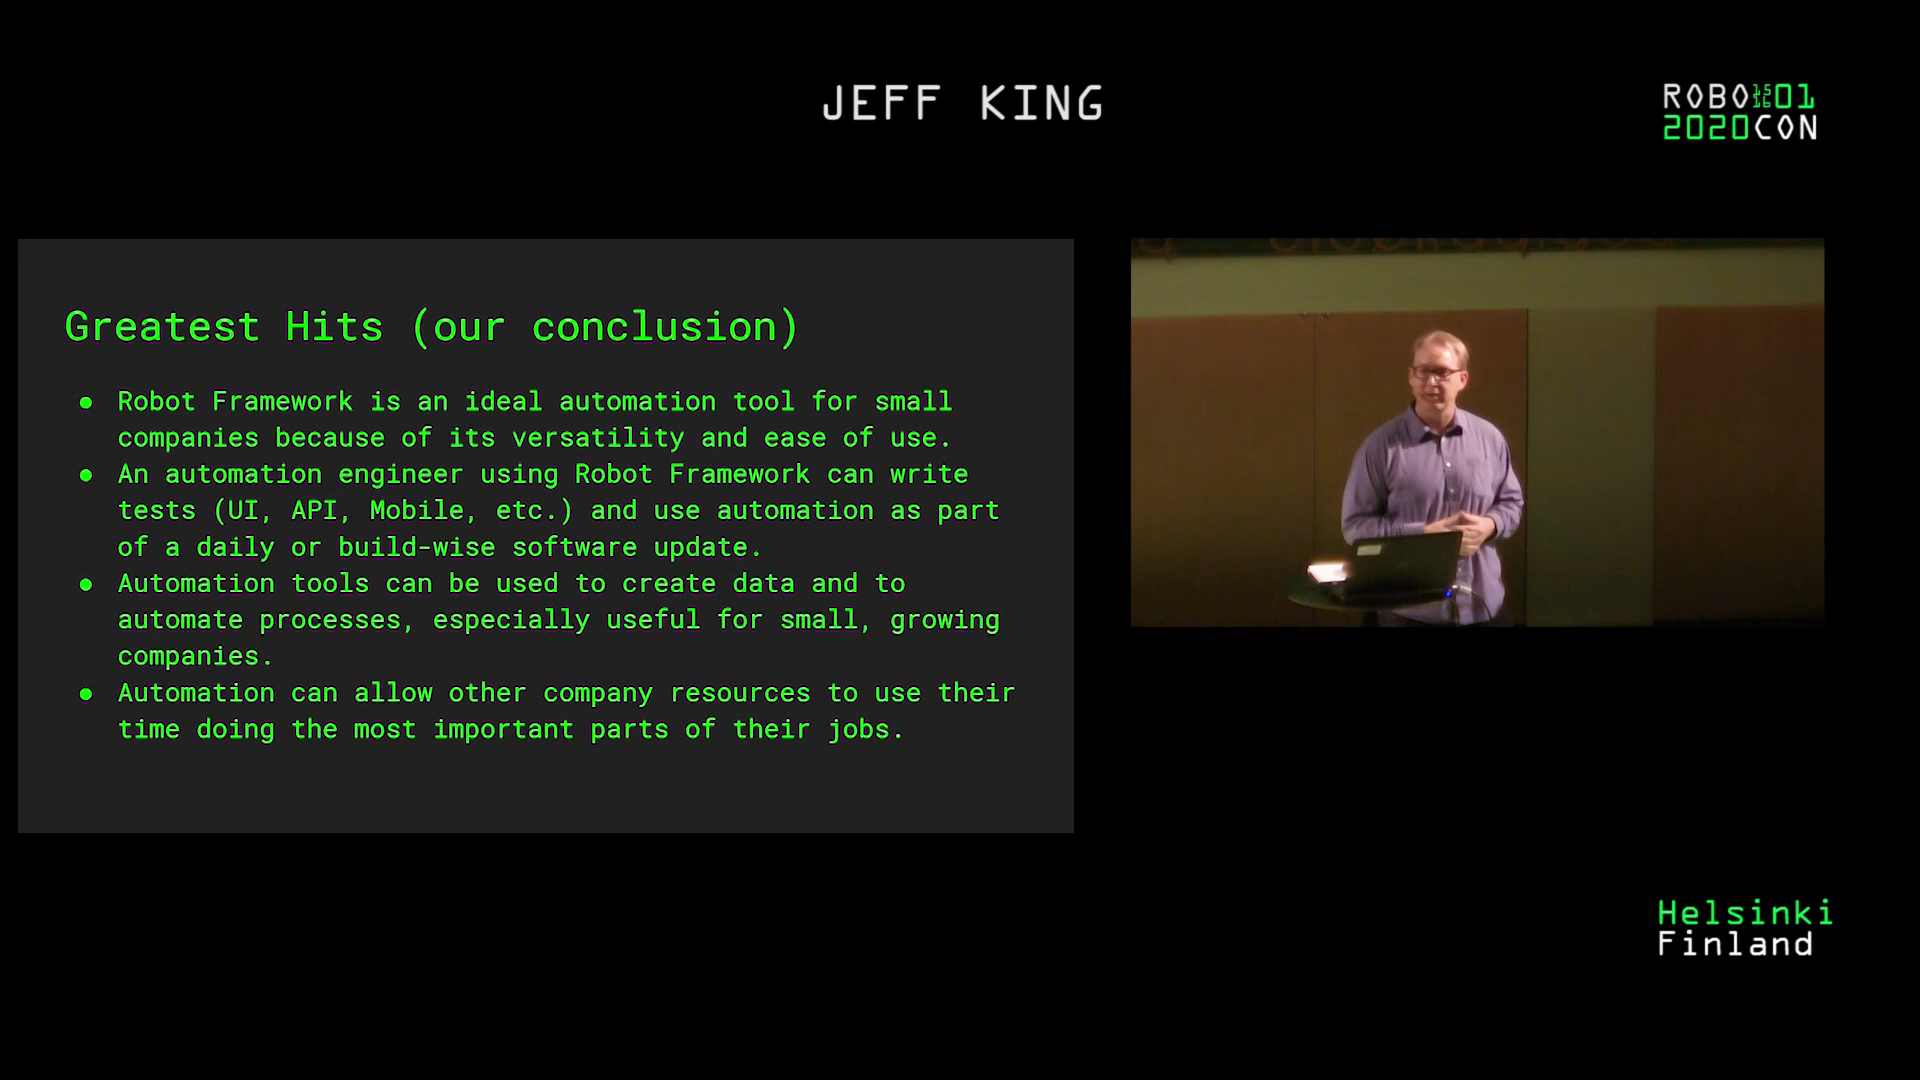 JEFF KING
ROBO 15 16 01
2020CON
Greatest Hits (our conclusion)
● Robot Framework is an ideal automation tool for small
companies because of its versatility and ease of use.
● An automation engineer using Robot Framework can write
tests (UI, API, Mobile, etc.) and use automation as part
of a daily or build-wise software update.
● Automation tools can be used to create data and to
automate processes, especially useful for small, growing
companies.
● Automation can allow other company resources to use their
time doing the most important parts of their jobs.
Helsinki
Finland